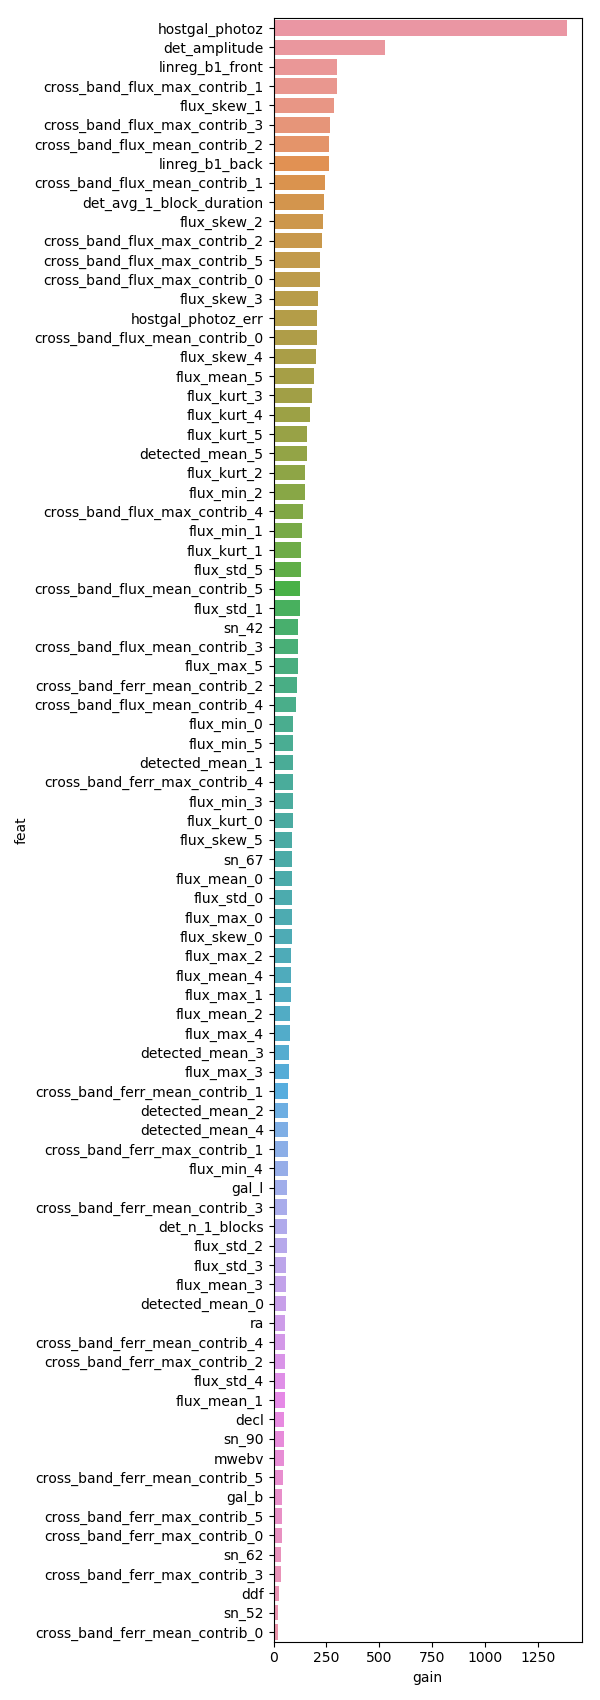 hostgal_photoz
det_amplitude
linreg_b1_front
cross_band_flux_max_contrib_1
flux_skew_1
cross_band_flux_max_contrib_3
cross_band_flux_mean_contrib_2
linreg_b1_back
cross_band_flux_mean_contrib_1
det_avg_1_block_duration
flux_skew_2
cross_band_flux_max_contrib_2
cross_band_flux_max_contrib_5
cross_band_flux_max_contrib_0
flux_skew_3
hostgal_photoz_err
cross_band_flux_mean_contrib_0
flux_skew_4
flux_mean_5
flux_kurt_3
flux_kurt_4
flux_kurt_5
detected_mean_5
flux_kurt_2
flux_min_2
cross_band_flux_max_contrib_4
flux_min_1
flux_kurt_1
flux_std_5
cross_band_flux_mean_contrib_5
flux_std_1
sn_42
cross_band_flux_mean_contrib_3
flux_max_5
cross_band_ferr_mean_contrib_2
cross_band_flux_mean_contrib_4
flux_min_0
flux_min_5
detected_mean_1
cross_band_ferr_max_contrib_4
flux_min_3
flux_kurt_0
flux_skew_5
sn_67
flux_mean_0
flux_std_0
flux_max_0
flux_skew_0
flux_max_2
flux_mean_4
flux_max_1
flux_mean_2
flux_max_4
detected_mean_3
flux_max_3
cross_band_ferr_mean_contrib_1
detected_mean_2
detected_mean_4
cross_band_ferr_max_contrib_1
flux_min_4
gal_l
cross_band_ferr_mean_contrib_3
det_n_1_blocks
flux_std_2
flux_std_3
flux_mean_3
detected_mean_0
ra
cross_band_ferr_mean_contrib_4
cross_band_ferr_max_contrib_2
flux_std_4
flux_mean_1
decl
sn_90
mwebv
cross_band_ferr_mean_contrib_5
gal_b
cross_band_ferr_max_contrib_5
cross_band_ferr_max_contrib_0
sn_62
cross_band_ferr_max_contrib_3
ddf
sn_52
cross_band_ferr_mean_contrib_0
feat
0 250 500 750 1000 1250
gain